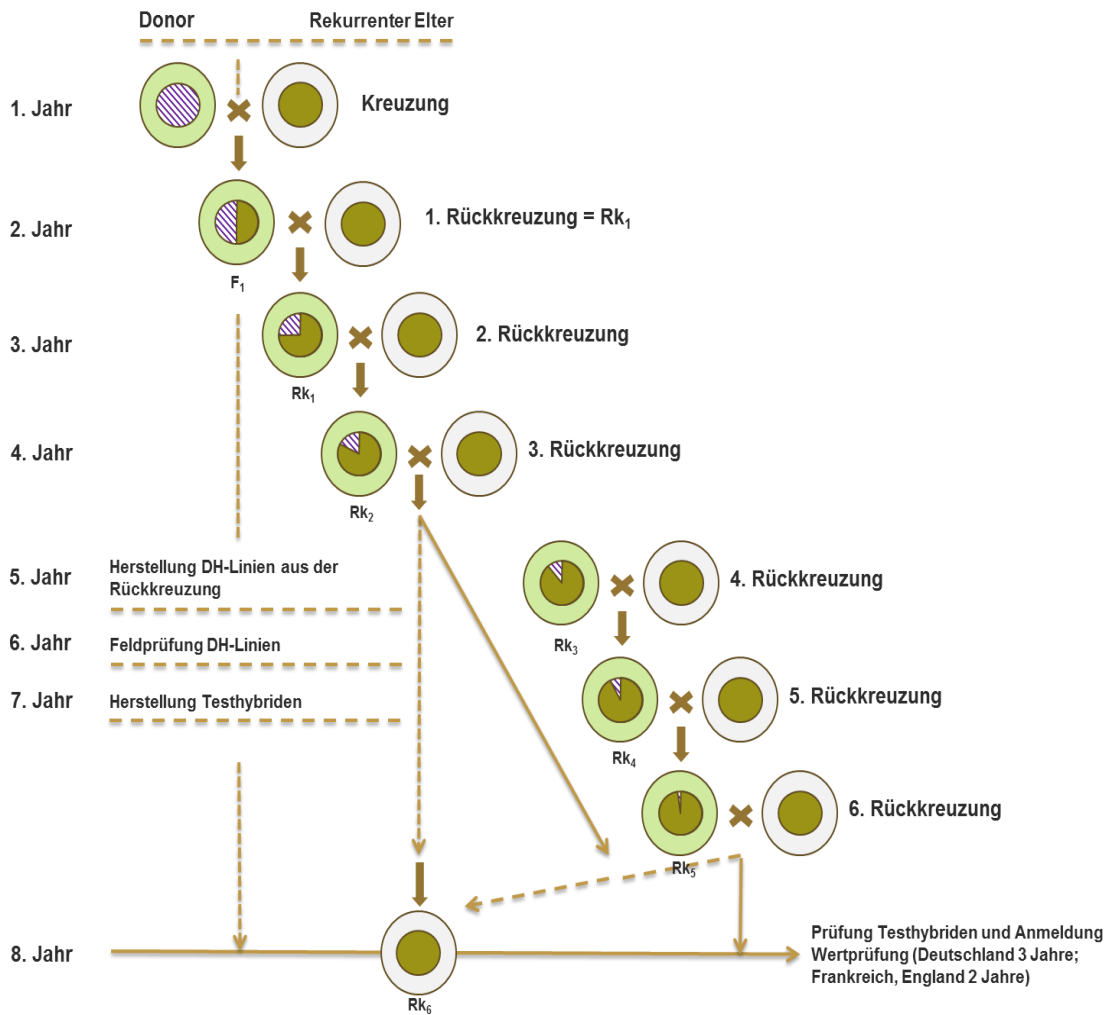 Donor
Rekurrenter Elter
1. Jahr
Kreuzung
2. Jahr
1. Rückkreuzung = Rk₁
F₁
3. Jahr
2. Rückkreuzung
Rk₁
4. Jahr
3. Rückkreuzung
Rk₂
5. Jahr
Herstellung DH-Linien aus der
Rückkreuzung
4. Rückkreuzung
6. Jahr
Feldprüfung DH-Linien
Rk₃
7. Jahr
Herstellung Testhybriden
5. Rückkreuzung
Rk₄
6. Rückkreuzung
Rk₅
8. Jahr
Prüfung Testhybriden und Anmeldung
Wertprüfung (Deutschland 3 Jahre;
Frankreich, England 2 Jahre)
Rk₆